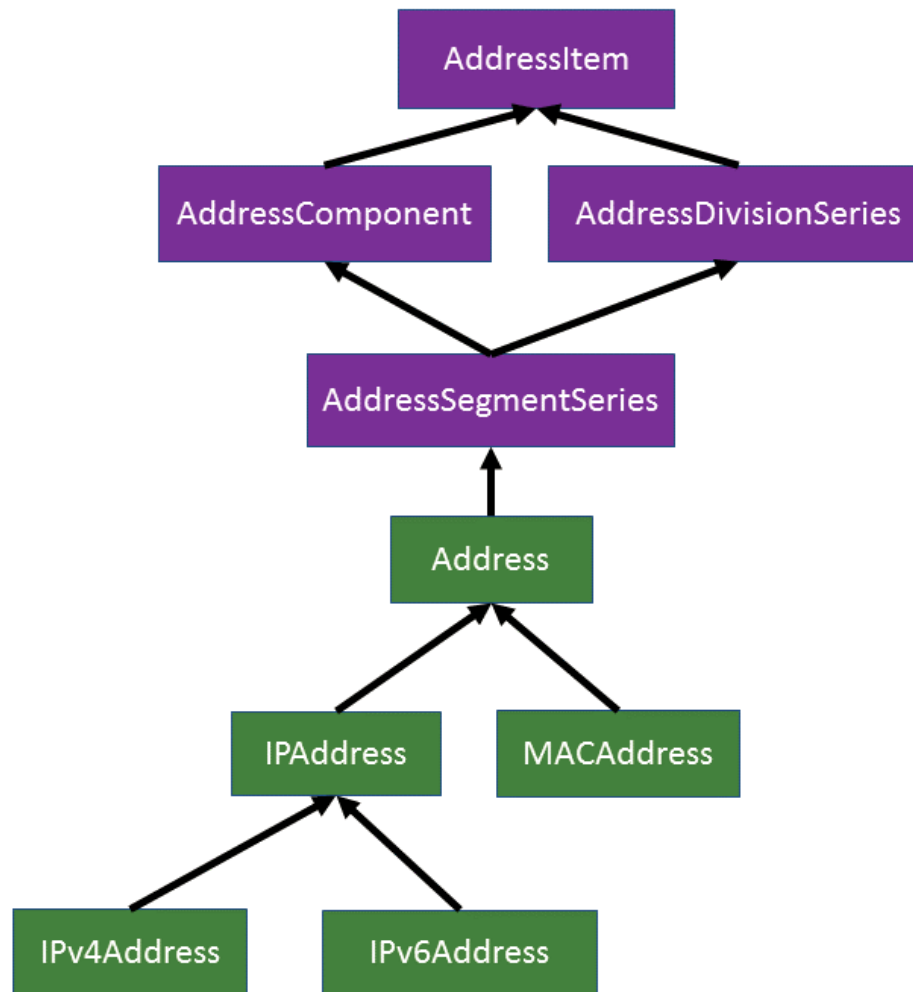 AddressItem
AddressComponent
AddressDivisionSeries
AddressSegmentSeries
Address
IPAddress
MACAddress
IPv4Address
IPv6Address